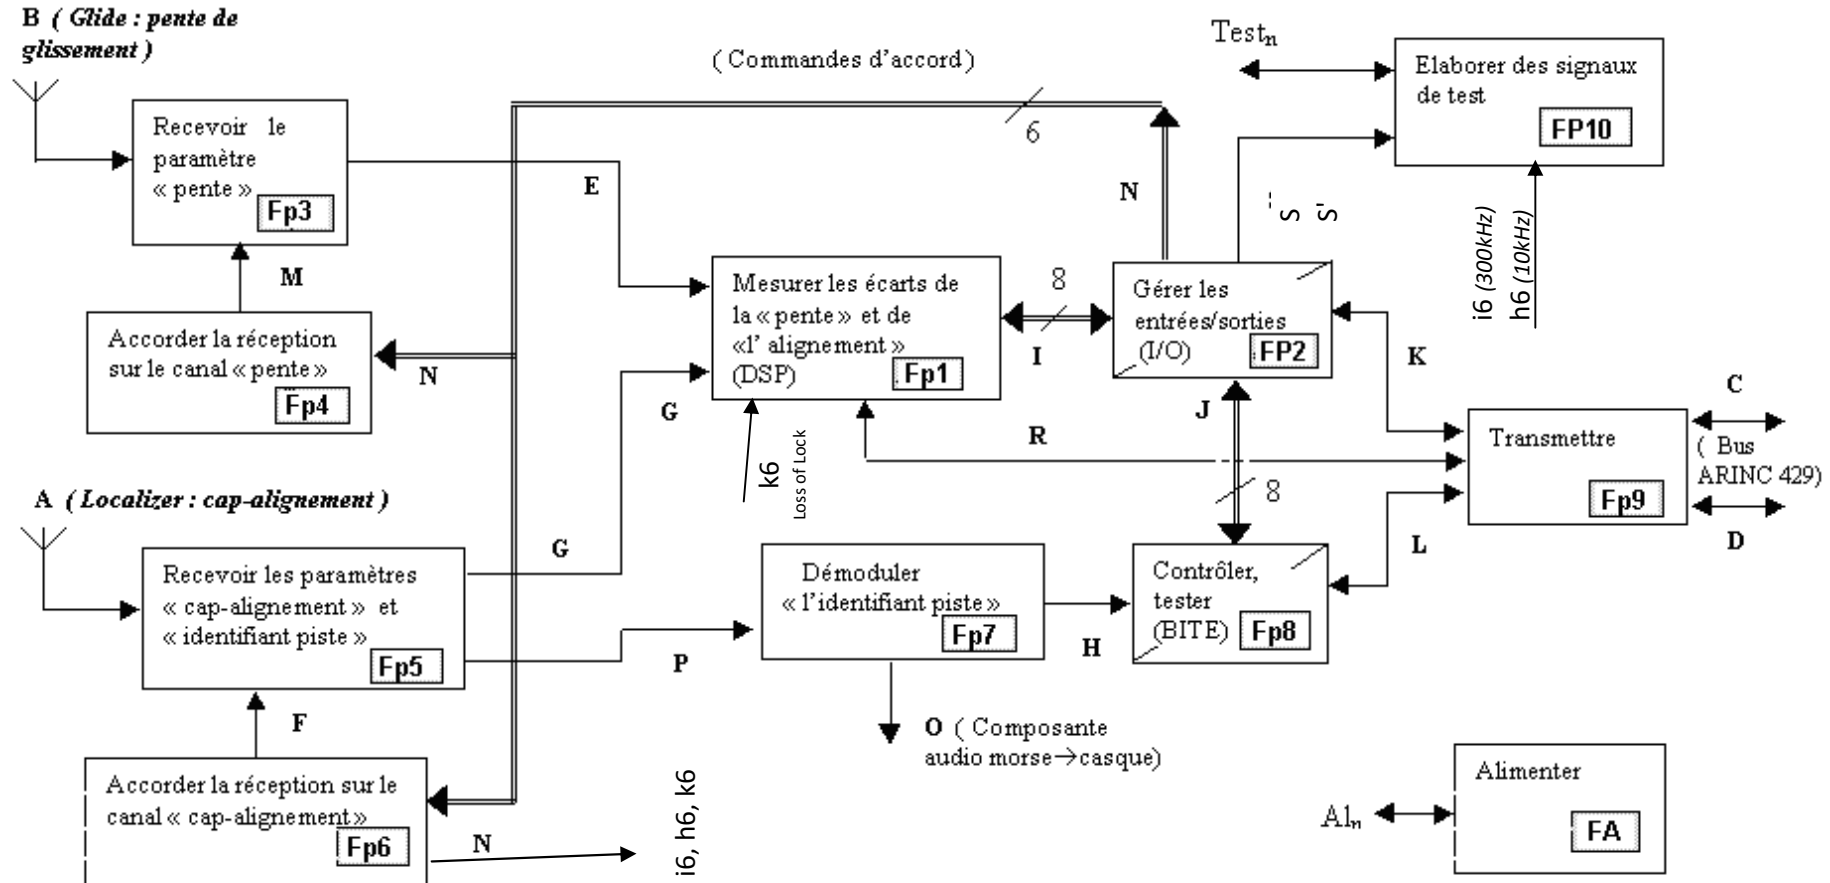 B ( Glide : pente de
glissement )
Recevoir le
paramètre
« pente »
Fp3
M
Accorder la réception
sur le canal « pente »
Fp4
N
E
( Commandes d'accord )
6
N
S
S'
Test_n
Elaborer des signaux
de test
FP10
i6 (300kHz)
h6 (10kHz)
Mesurer les écarts de
la « pente » et de
«l' alignement »
(DSP)
Fp1
8
I
Gérer les
entrées/sorties
(I/O)
FP2
K
G
k6
Loss of Lock
R
J
8
Transmettre
Fp9
C
( Bus
ARINC 429)
D
L
A ( Localizer : cap-alignement )
Recevoir les paramètres
« cap-alignement » et
« identifiant piste »
Fp5
G
P
Démoduler
« l'identifiant piste »
Fp7
H
Contrôler,
tester
(BITE)
Fp8
O ( Composante
audio morse→casque)
F
Accorder la réception sur le
canal « cap-alignement »
Fp6
N
i6, h6, k6
Al_n
Alimenter
FA